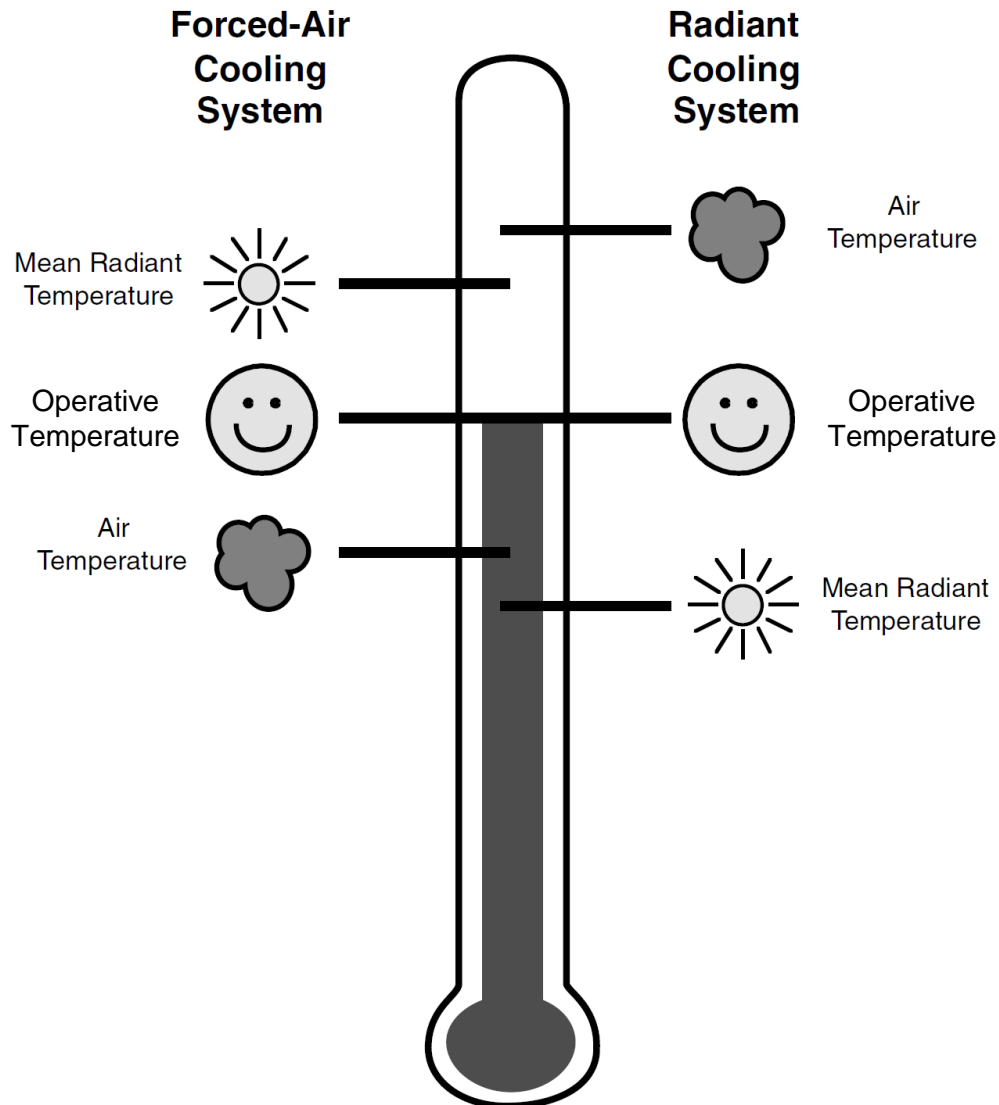 Forced-Air
Cooling
System
Radiant
Cooling
System
Mean Radiant
Temperature
Operative
Temperature
Air
Temperature
Air
Temperature
Operative
Temperature
Mean Radiant
Temperature